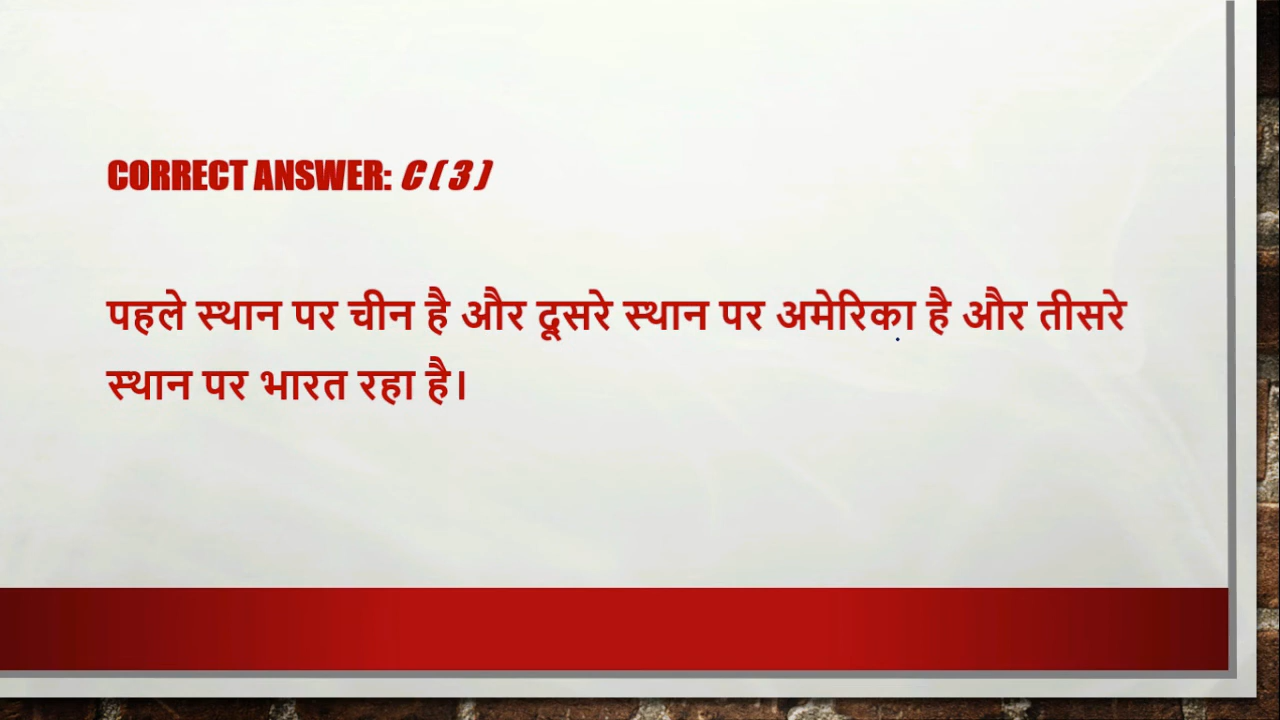 CORRECT ANSWER: C ( 3 )
पहले स्थान पर चीन है और दूसरे स्थान पर अमेरिका है और तीसरे
स्थान पर भारत रहा है।